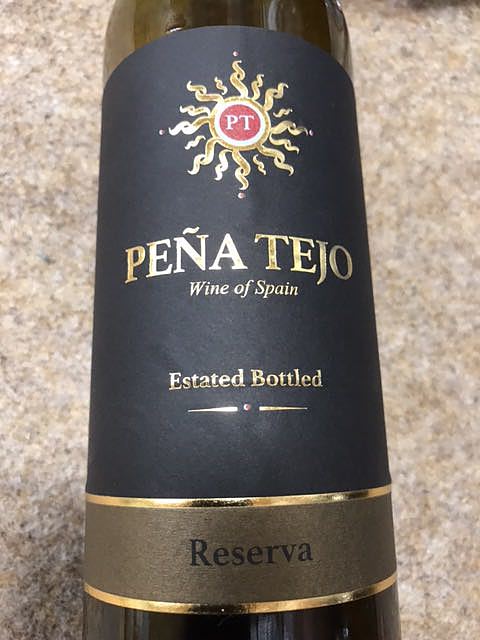 PT
PEÑA TEJO
Wine of Spain
Estated Bottled
Reserva